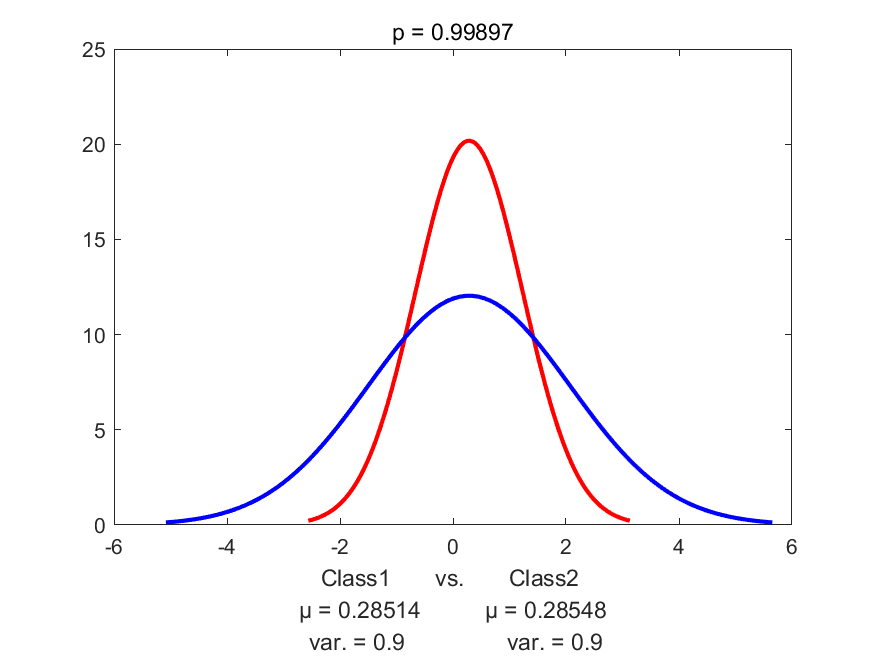 p = 0.99897
25
20
15
10
5
0
-6 -4 -2 0 2 4 6
Class1 vs. Class2
μ = 0.28514 μ = 0.28548
var. = 0.9 var. = 0.9